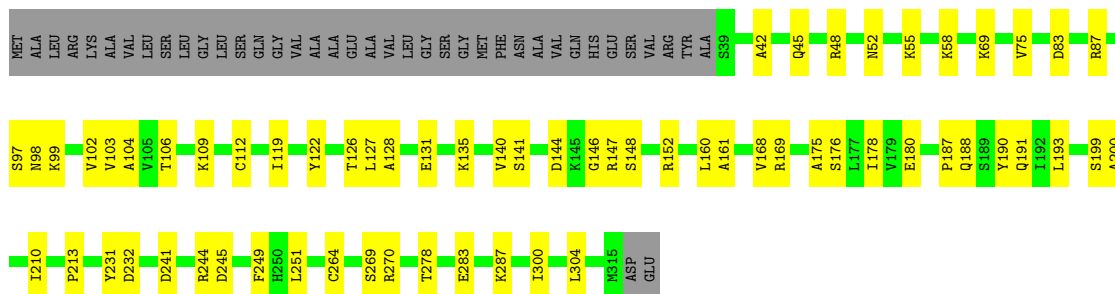 MET ALA LEU ARG LYS ALA VAL LEU SER LEU GLY LEU SER GLN GLY VAL ALA ALA GLU ALA VAL LEU GLY SER GLY MET PHE ASN ALA VAL GLN HIS GLU SER VAL ARG TYR ALA S39 A42 Q45 R48 N52 K55 K58 K69 V75 D83 R87
S97 N98 K99 V102 V103 A104 V105 T106 K109 C112 I119 Y122 T126 L127 A128 E131 K135 V140 S141 D144 K145 G146 R147 S148 R152 L160 A161 V168 R169 A175 S176 L177 I178 V179 E180 P187 Q188 S189 Y190 Q191 I192 L193 S199 A200
I210 P213 Y231 D232 D241 R244 D245 F249 H250 L251 C264 S269 R270 T278 E283 K287 I300 L304 M315 ASP GLU